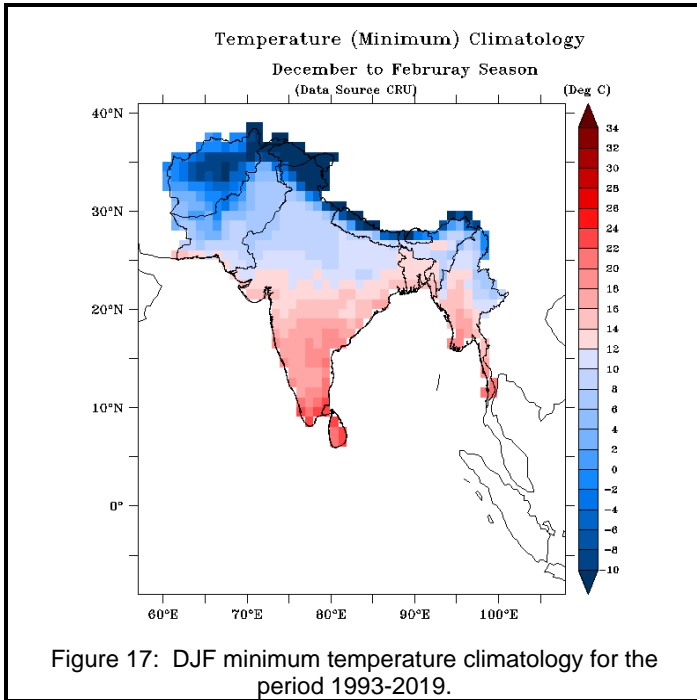 Temperature (Minimum) Climatology
December to Februray Season
(Data Source CRU)
(Deg C)
40°N
30°N
20°N
10°N
0°
60°E 70°E 80°E 90°E 100°E
34
32
30
28
26
24
22
20
18
16
14
12
10
8
6
4
2
0
-2
-4
-6
-8
-10
Figure 17: DJF minimum temperature climatology for the
period 1993-2019.